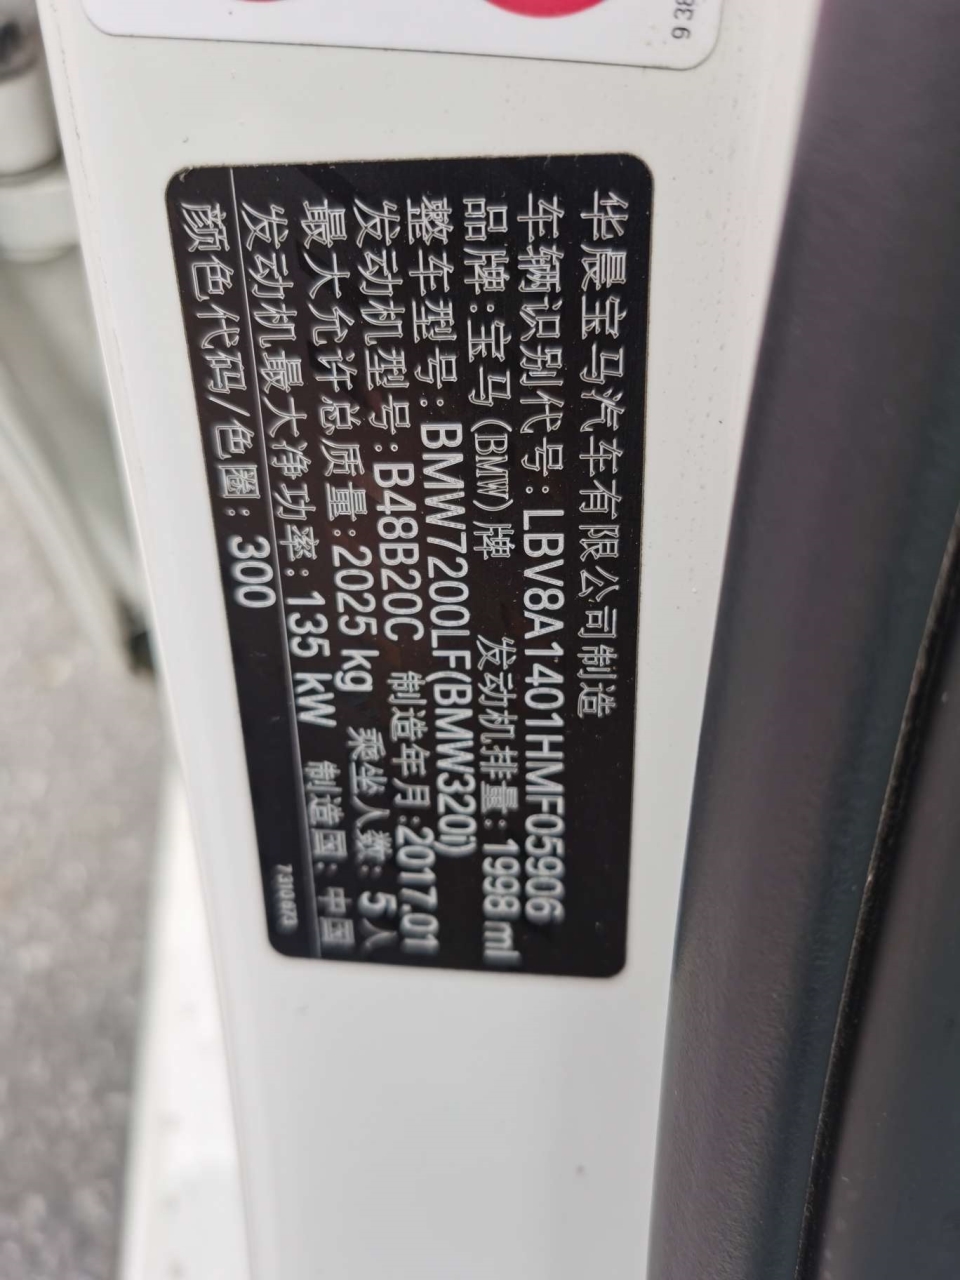 9 38
华晨宝马汽车有限公司制造
车辆识别代号:LBV8A1401HMF05906
品牌:宝马(BMW)牌 发动机排量:1998 ml
整车型号:BMW7200LF(BMW320i)
发动机型号:B48B20C 制造年月:2017.01
最大允许总质量:2025 kg 乘坐人数:5人
发动机最大净功率:135 kW 制造国:中国
颜色代码/色圈:300